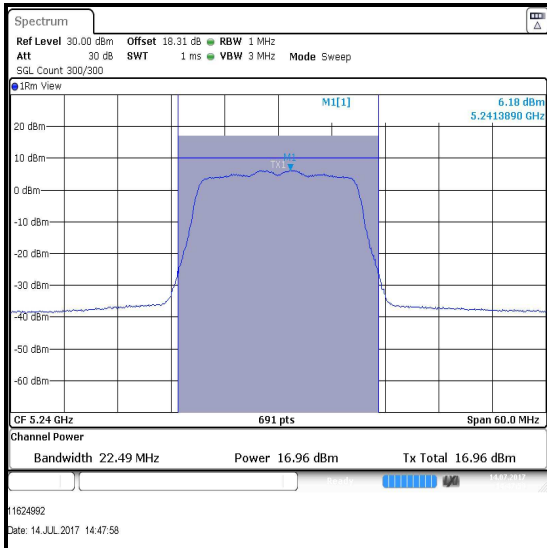 Spectrum
Ref Level 30.00 dBm Offset 18.31 dB RBW 1 MHz
Att 30 dB SWT 1 ms VBW 3 MHz Mode Sweep
SGL Count 300/300
1Rm View
M1[1] 6.18 dBm
5.2413890 GHz
20 dBm
10 dBm
M1
TX1
0 dBm
-10 dBm
-20 dBm
-30 dBm
-40 dBm
-50 dBm
-60 dBm
CF 5.24 GHz 691 pts Span 60.0 MHz
Channel Power
Bandwidth 22.49 MHz Power 16.96 dBm Tx Total 16.96 dBm
Ready 14.07.2017
11624992
Date: 14.JUL.2017 14:47:58